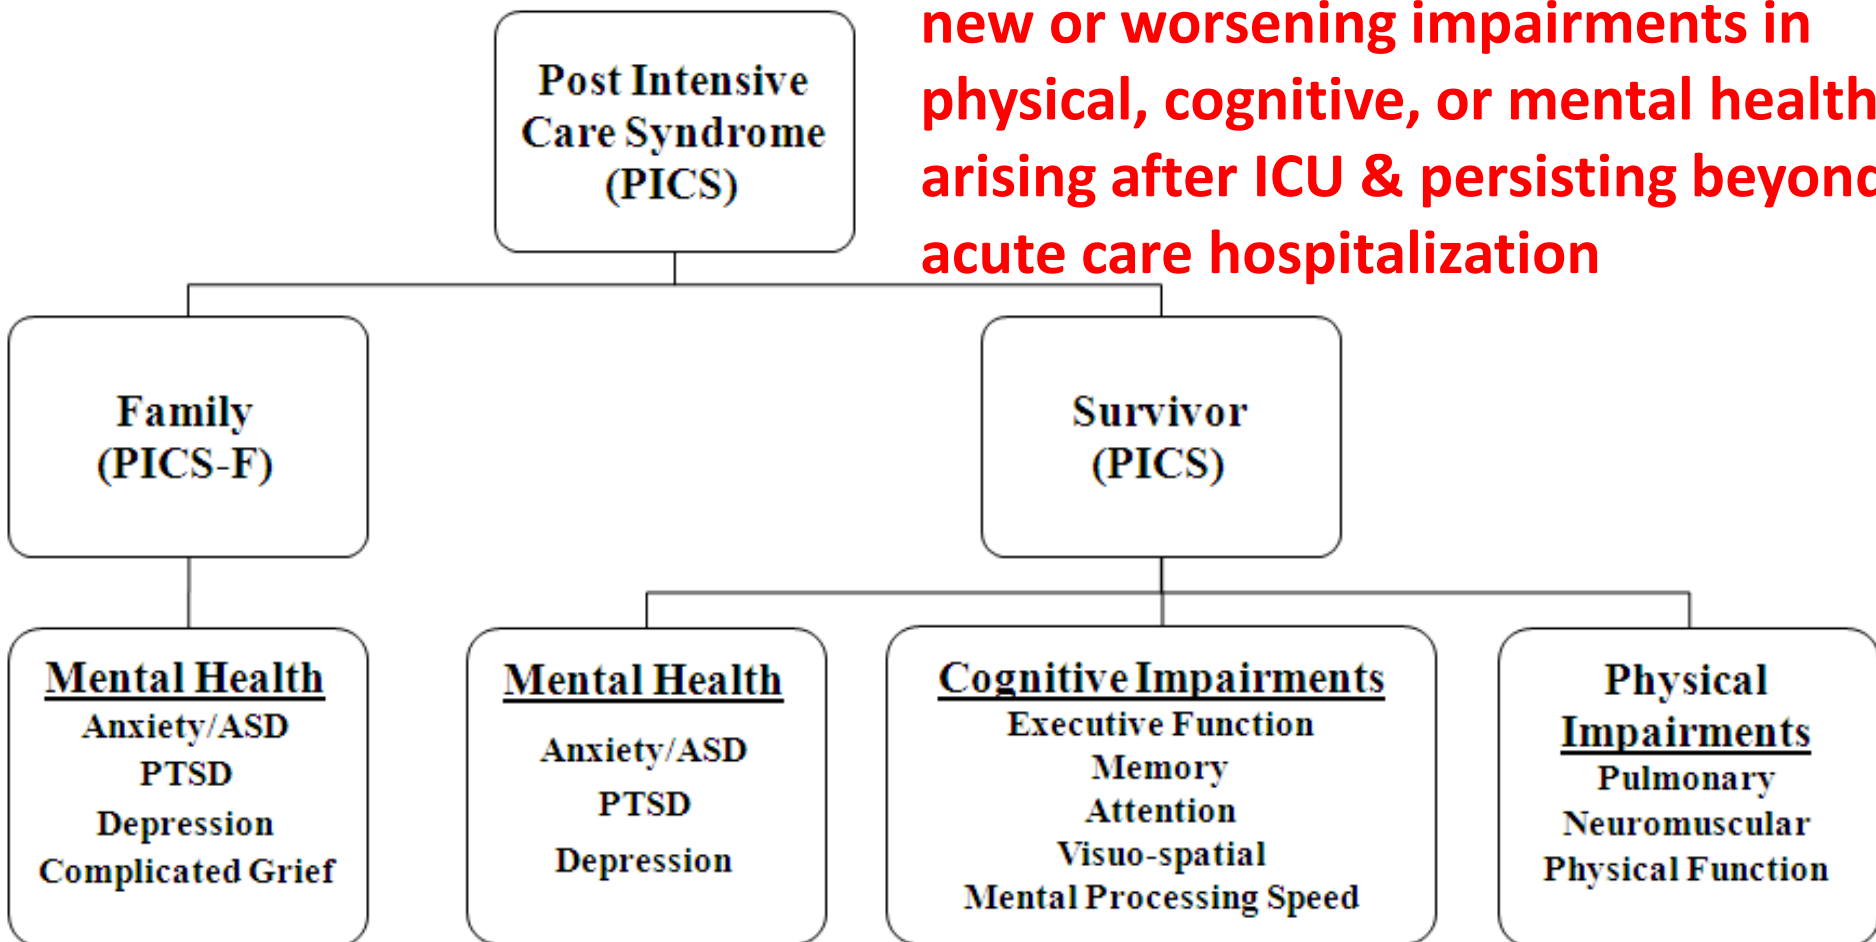 Post Intensive
Care Syndrome
(PICS)
new or worsening impairments in
physical, cognitive, or mental health
arising after ICU & persisting beyond
acute care hospitalization
Family
(PICS-F)
Survivor
(PICS)
Mental Health
Anxiety/ASD
PTSD
Depression
Complicated Grief
Mental Health
Anxiety/ASD
PTSD
Depression
Cognitive Impairments
Executive Function
Memory
Attention
Visuo-spatial
Mental Processing Speed
Physical
Impairments
Pulmonary
Neuromuscular
Physical Function